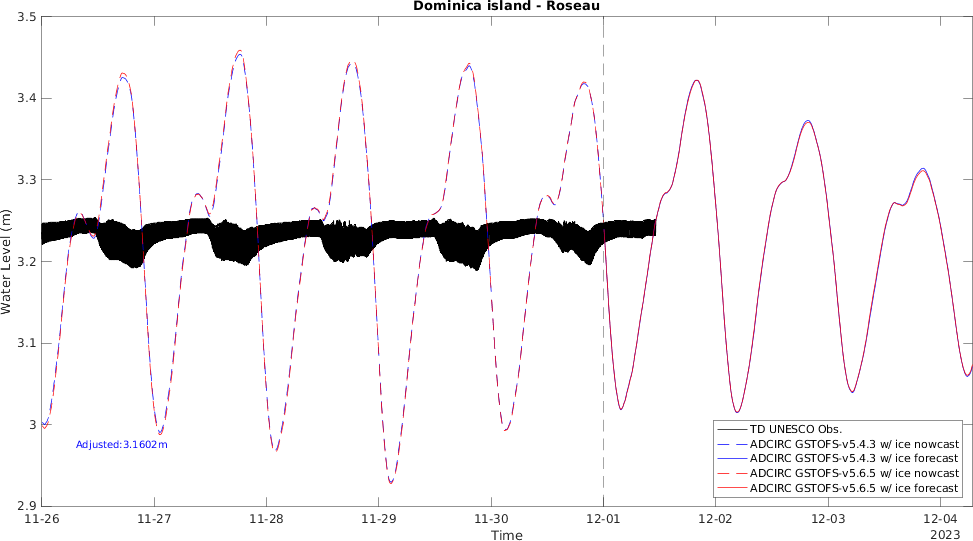 Dominica island - Roseau
3.5
3.4
3.3
3.2
3.1
3
2.9
Water Level (m)
Adjusted:3.1602m
TD UNESCO Obs.
ADCIRC GSTOFS-v5.4.3 w/ ice nowcast
ADCIRC GSTOFS-v5.4.3 w/ ice forecast
ADCIRC GSTOFS-v5.6.5 w/ ice nowcast
ADCIRC GSTOFS-v5.6.5 w/ ice forecast
11-26 11-27 11-28 11-29 11-30 12-01 12-02 12-03 12-04
Time 2023